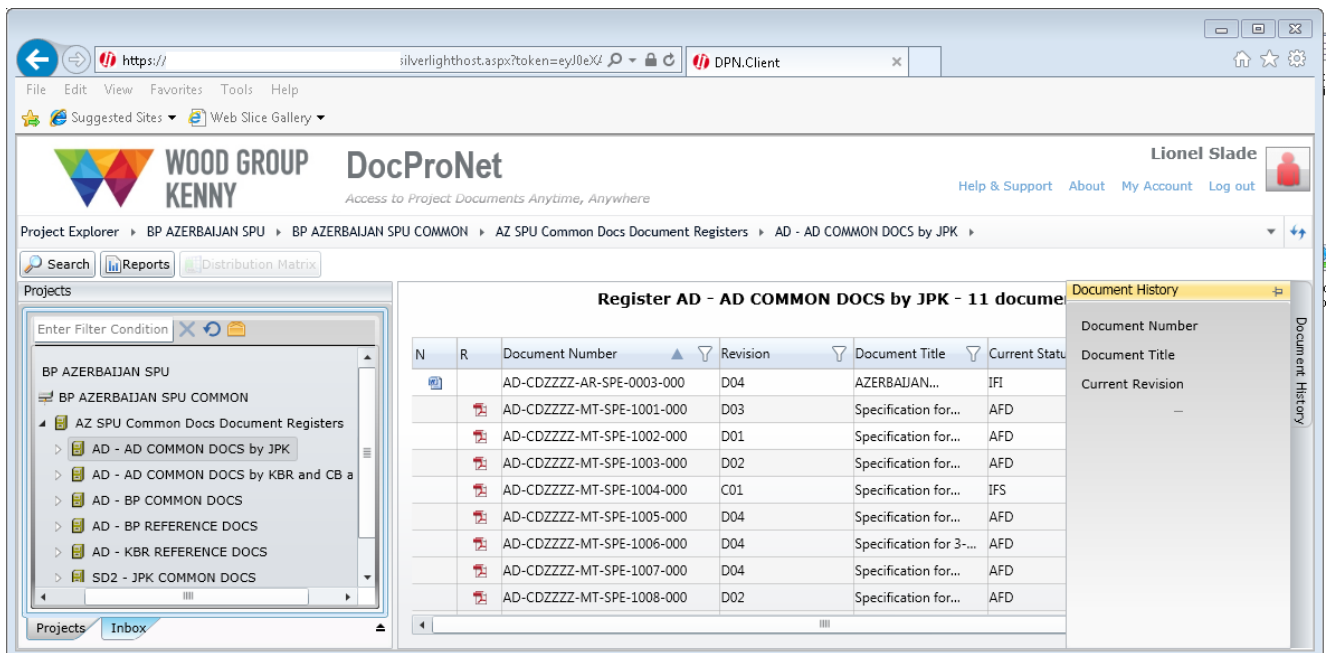 https:// silverlighthost.aspx?token=eyJ0eX
DPN.Client
File Edit View Favorites Tools Help
Suggested Sites Web Slice Gallery
WOOD GROUP KENNY
DocProNet
Access to Project Documents Anytime, Anywhere
Lionel Slade
Help & Support About My Account Log out
Project Explorer BP AZERBAIJAN SPU BP AZERBAIJAN SPU COMMON AZ SPU Common Docs Document Registers AD - AD COMMON DOCS by JPK
Search Reports Distribution Matrix
Projects
Enter Filter Condition
BP AZERBAIJAN SPU
BP AZERBAIJAN SPU COMMON
AZ SPU Common Docs Document Registers
AD - AD COMMON DOCS by JPK
AD - AD COMMON DOCS by KBR and CB a
AD - BP COMMON DOCS
AD - BP REFERENCE DOCS
AD - KBR REFERENCE DOCS
SD2 - JPK COMMON DOCS
Projects Inbox
Register AD - AD COMMON DOCS by JPK - 11 docume
N R Document Number Revision Document Title Current Statu
AD-CDZZZZ-AR-SPE-0003-000 D04 AZERBAIJAN... IFI
AD-CDZZZZ-MT-SPE-1001-000 D03 Specification for... AFD
AD-CDZZZZ-MT-SPE-1002-000 D01 Specification for... AFD
AD-CDZZZZ-MT-SPE-1003-000 D02 Specification for... AFD
AD-CDZZZZ-MT-SPE-1004-000 C01 Specification for... IFS
AD-CDZZZZ-MT-SPE-1005-000 D04 Specification for... AFD
AD-CDZZZZ-MT-SPE-1006-000 D04 Specification for 3-... AFD
AD-CDZZZZ-MT-SPE-1007-000 D04 Specification for... AFD
AD-CDZZZZ-MT-SPE-1008-000 D02 Specification for... AFD
Document History
Document Number
Document Title
Current Revision
Document History